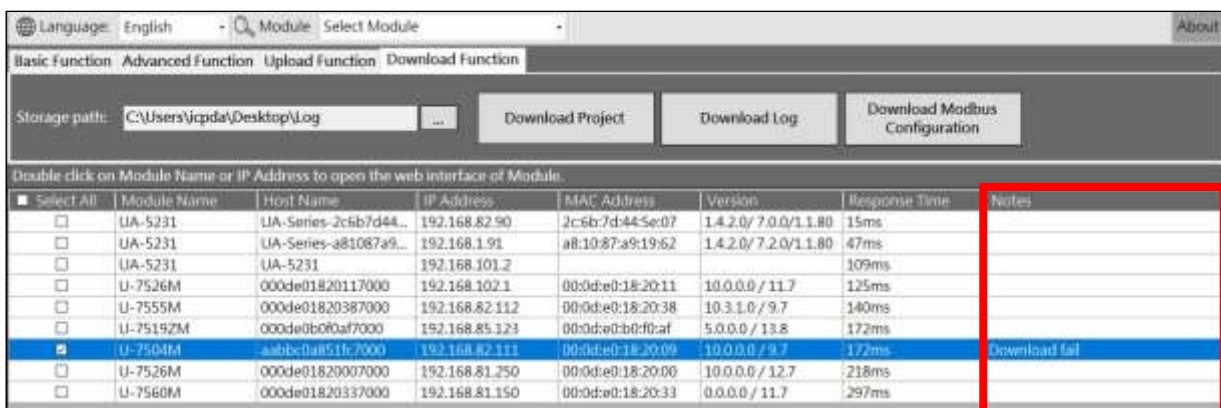 Language: English Module Select Module About
Basic Function Advanced Function Upload Function Download Function
Storage path: C:\Users\icpda\Desktop\Log ... Download Project Download Log Download Modbus Configuration
Double click on Module Name or IP Address to open the web interface of Module.
Select All Module Name Host Name IP Address MAC Address Version Response Time Notes
UA-5231 UA-Series-2c6b7d44... 192.168.82.90 2c:6b:7d:44:5e:07 1.4.2.0/ 7.0.0/1.1.80 15ms
UA-5231 UA-Series-a81087a9... 192.168.1.91 a8:10:87:a9:19:62 1.4.2.0/ 7.2.0/1.1.80 47ms
UA-5231 UA-5231 192.168.101.2 109ms
U-7526M 000de01820117000 192.168.102.1 00:0d:e0:18:20:11 10.0.0.0 / 11.7 125ms
U-7555M 000de01820387000 192.168.82.112 00:0d:e0:18:20:38 10.3.1.0 / 9.7 140ms
U-7519ZM 000de0b0f0af7000 192.168.85.123 00:0d:e0:b0:f0:af 5.0.0.0 / 13.8 172ms
U-7504M aabbc0a851fc7000 192.168.82.111 00:0d:e0:18:20:09 10.0.0.0 / 9.7 172ms Download fail
U-7526M 000de01820007000 192.168.81.250 00:0d:e0:18:20:00 10.0.0.0 / 12.7 218ms
U-7560M 000de01820337000 192.168.81.150 00:0d:e0:18:20:33 0.0.0.0 / 11.7 297ms